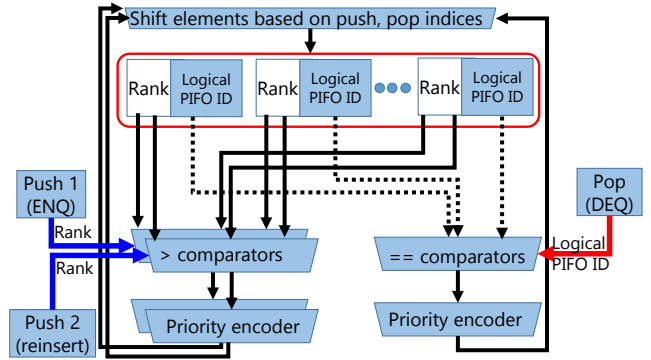 Shift elements based on push, pop indices
Rank
Logical
PIFO ID
Rank
Logical
PIFO ID
Rank
Logical
PIFO ID
Push 1
(ENQ)
Rank
Rank
Push 2
(reinsert)
> comparators
Priority encoder
== comparators
Priority encoder
Pop
(DEQ)
Logical
PIFO ID